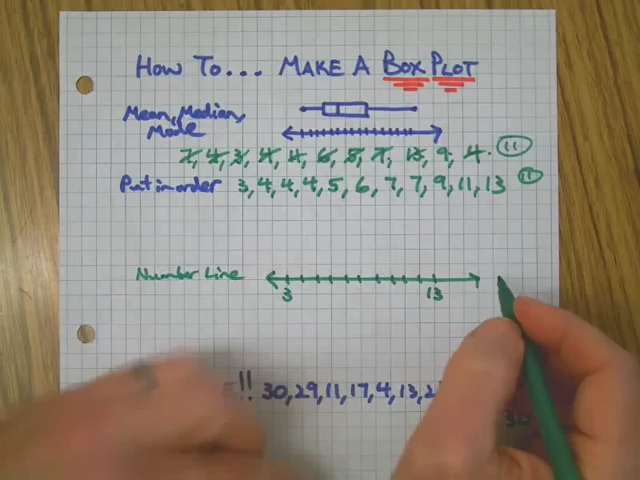 How To... Make A Box Plot
Mean, Median,
Mode
7, 4, 3, 4, 4, 6, 5, 7, 13, 9, 11
Put in order 3, 4, 4, 4, 5, 6, 7, 7, 9, 11, 13 11
Number Line
3 13
!! 30, 29, 11, 17, 4, 13,